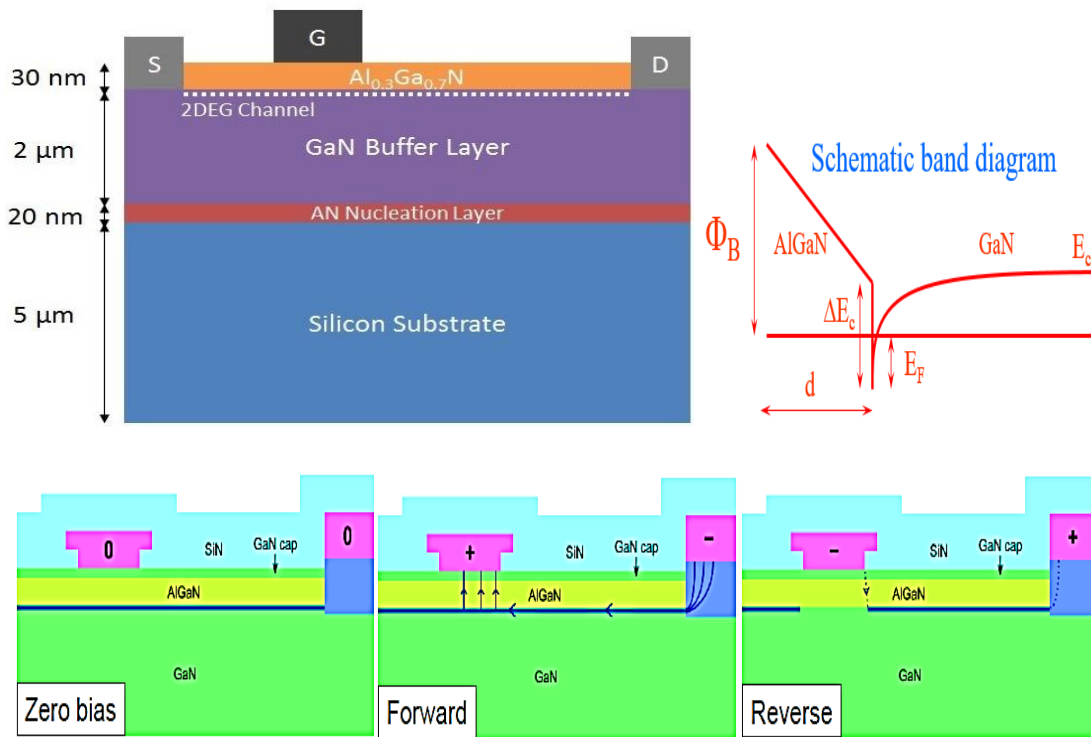 G
S
D
Al0.3Ga0.7N
30 nm
2DEG Channel
2 μm
GaN Buffer Layer
20 nm
AN Nucleation Layer
5 μm
Silicon Substrate
Schematic band diagram
ΦB
AlGaN
GaN
Ec
ΔEc
EF
d
0
0
SiN
GaN cap
AlGaN
GaN
Zero bias
+
-
SiN
GaN cap
AlGaN
GaN
Forward
-
+
SiN
GaN cap
AlGaN
GaN
Reverse